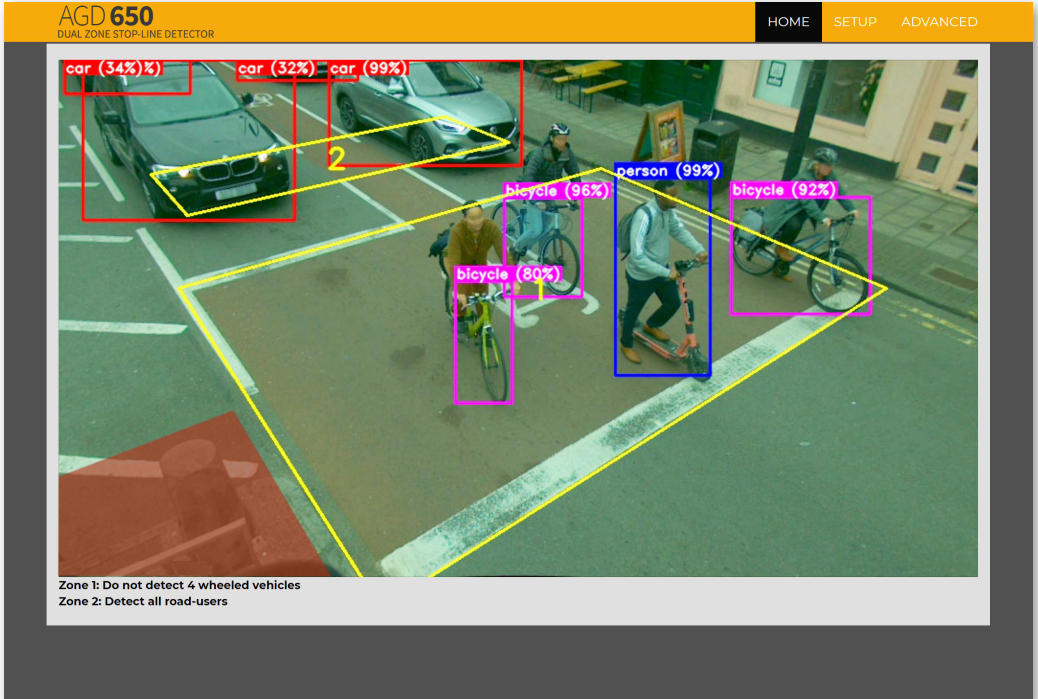 AGD 650
DUAL ZONE STOP-LINE DETECTOR
HOME SETUP ADVANCED
car (34%)%)
car (32%)
car (99%)
2
person (99%)
bicycle (96%)
bicycle (92%)
bicycle (80%)
1
Zone 1: Do not detect 4 wheeled vehicles
Zone 2: Detect all road-users